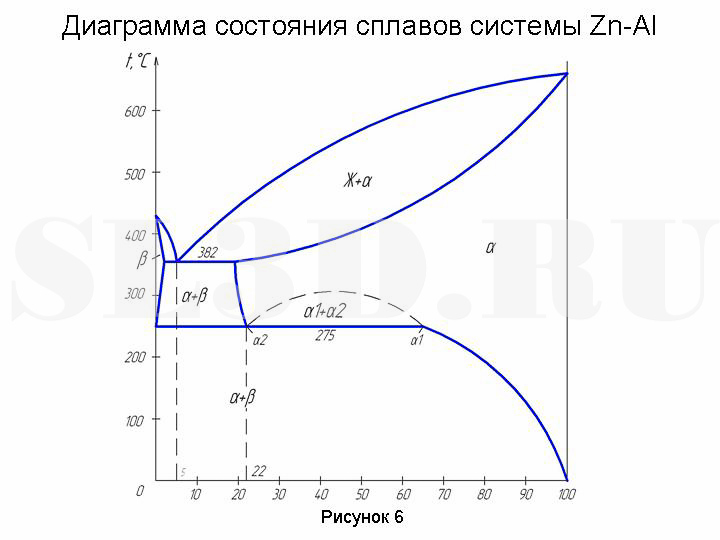 Диаграмма состояния сплавов системы Zn-Al
t,°C
600
500
Ж+α
400
α
382
β
300
α+β
α1+α2
275
α2
α1
200
α+β
100
5
22
0
10 20 30 40 50 60 70 80 90 100
SE3D.RU
Рисунок 6